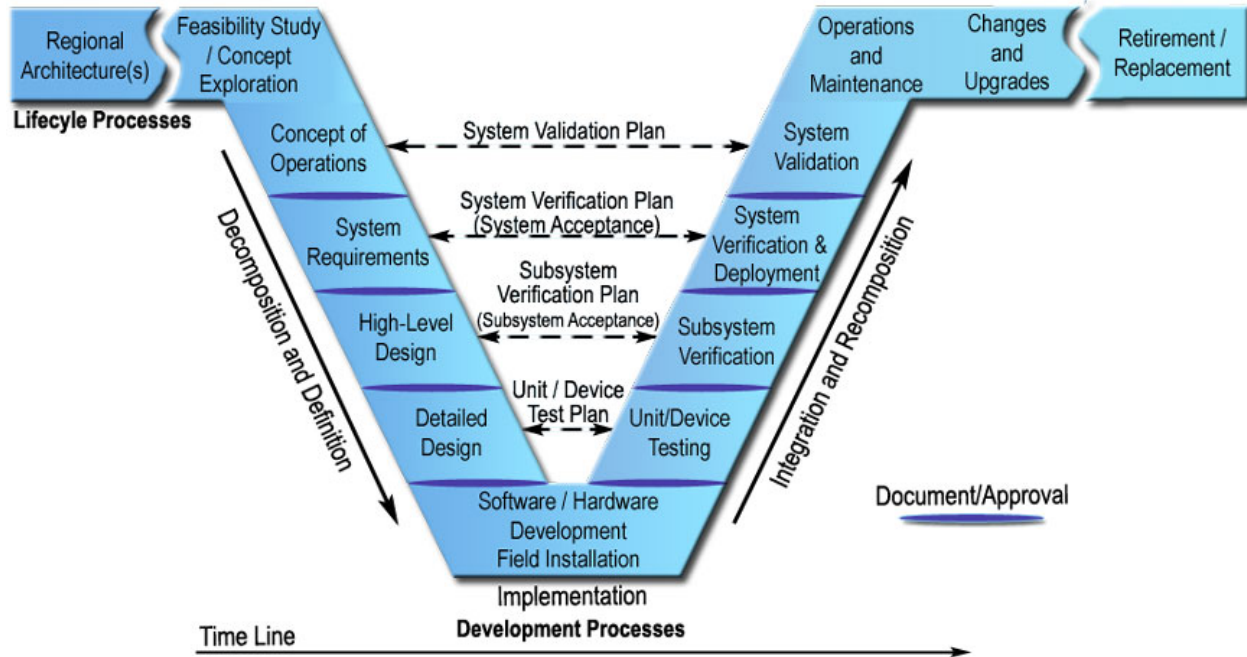 Regional
Architecture(s)
Feasibility Study
/ Concept
Exploration
Operations
and
Maintenance
Changes
and
Upgrades
Retirement /
Replacement
Lifecyle Processes
Concept of
Operations
System Validation Plan
System
Validation
Decomposition and Definition
System
Requirements
System Verification Plan
(System Acceptance)
System
Verification &
Deployment
High-Level
Design
Subsystem
Verification Plan
(Subsystem Acceptance)
Subsystem
Verification
Integration and Recomposition
Detailed
Design
Unit / Device
Test Plan
Unit/Device
Testing
Software / Hardware
Development
Field Installation
Document/Approval
Implementation
Development Processes
Time Line